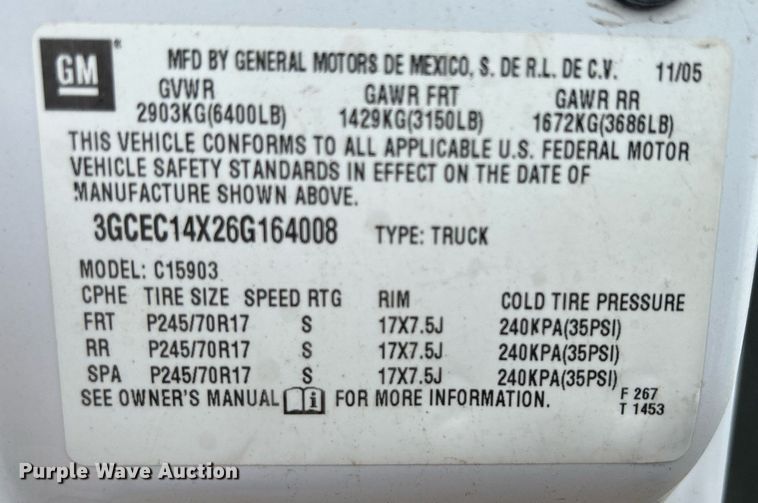 GM
MFD BY GENERAL MOTORS DE MEXICO, S. DE R.L. DE C.V. 11/05
GVWR GAWR FRT GAWR RR
2903KG(6400LB) 1429KG(3150LB) 1672KG(3686LB)
THIS VEHICLE CONFORMS TO ALL APPLICABLE U.S. FEDERAL MOTOR
VEHICLE SAFETY STANDARDS IN EFFECT ON THE DATE OF
MANUFACTURE SHOWN ABOVE.
3GCEC14X26G164008 TYPE: TRUCK
MODEL: C15903
CPHE TIRE SIZE SPEED RTG RIM COLD TIRE PRESSURE
FRT P245/70R17 S 17X7.5J 240KPA(35PSI)
RR P245/70R17 S 17X7.5J 240KPA(35PSI)
SPA P245/70R17 S 17X7.5J 240KPA(35PSI)
SEE OWNER'S MANUAL i FOR MORE INFORMATION. F 267
T 1453
Purple Wave Auction